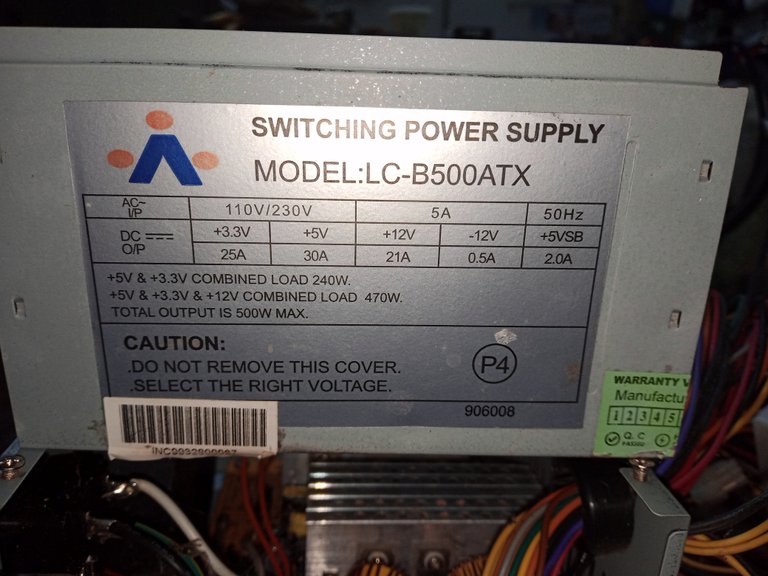 SWITCHING POWER SUPPLY
MODEL:LC-B500ATX
AC~ I/P 110V/230V 5A 50Hz
DC O/P +3.3V +5V +12V -12V +5VSB
25A 30A 21A 0.5A 2.0A
+5V & +3.3V COMBINED LOAD 240W.
+5V & +3.3V & +12V COMBINED LOAD 470W.
TOTAL OUTPUT IS 500W MAX.
CAUTION:
.DO NOT REMOVE THIS COVER.
.SELECT THE RIGHT VOLTAGE.
P4
906008
WARRANTY V
Manufactu
1 2 3 4 5
Q. C